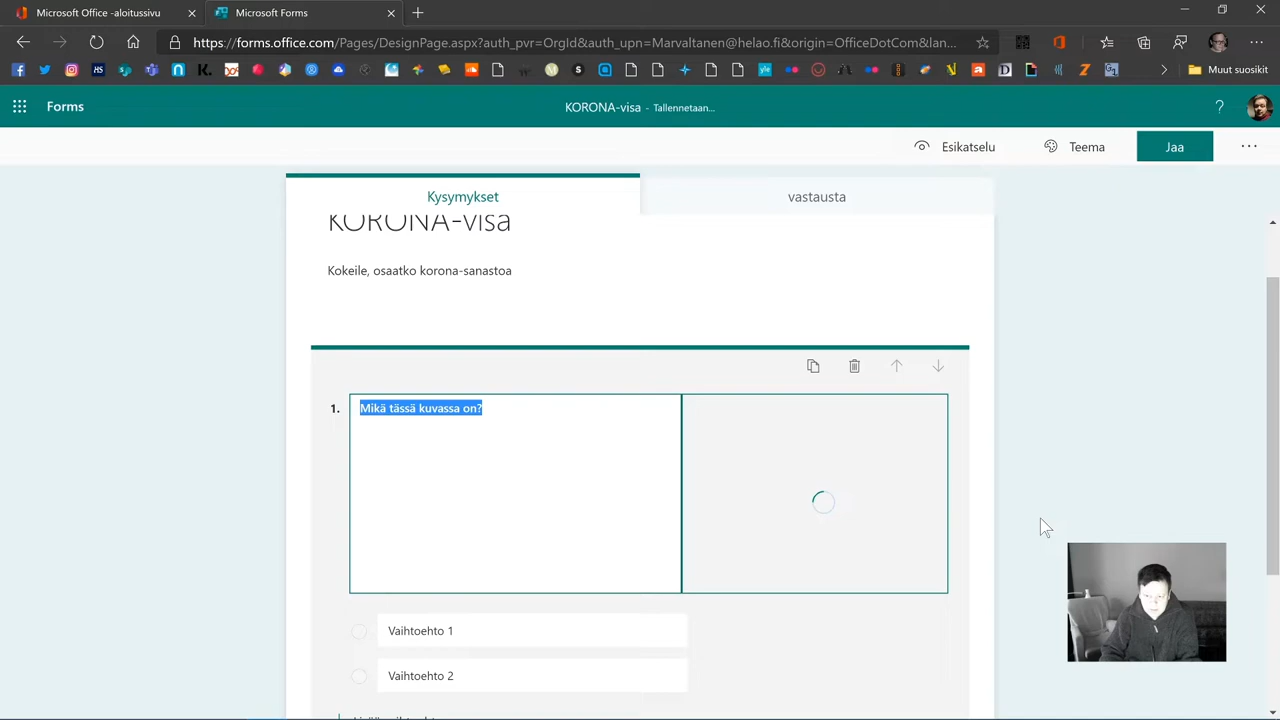 Microsoft Office -aloitussivu
Microsoft Forms
https://forms.office.com/Pages/DesignPage.aspx?auth_pvr=OrgId&auth_upn=Marvaltanen@helao.fi&origin=OfficeDotCom&lan...
Muut suosikit
Forms
KORONA-visa - Tallennetaan...
?
Esikatselu
Teema
Jaa
Kysymykset
vastausta
KORONA-visa
Kokeile, osaatko korona-sanastoa
1.
Mikä tässä kuvassa on?
Vaihtoehto 1
Vaihtoehto 2